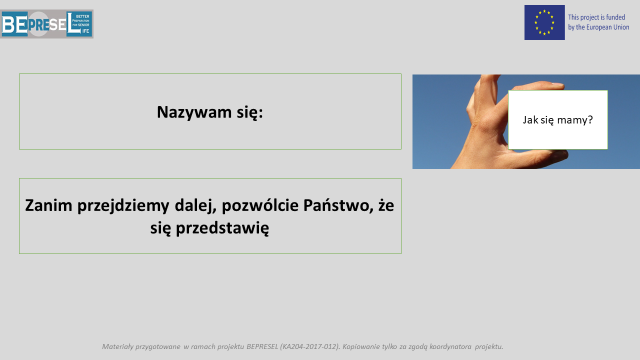 BEPRESEL
BETTER
PREPARATION
FOR SENIOR
LIFE
This project is funded
by the European Union
Nazywam się:
Jak się mamy?
Zanim przejdziemy dalej, pozwólcie Państwo, że
się przedstawię
Materiały przygotowane w ramach projektu BEPRESEL (KA204-2017-012). Kopiowanie tylko za zgodą koordynatora projektu.